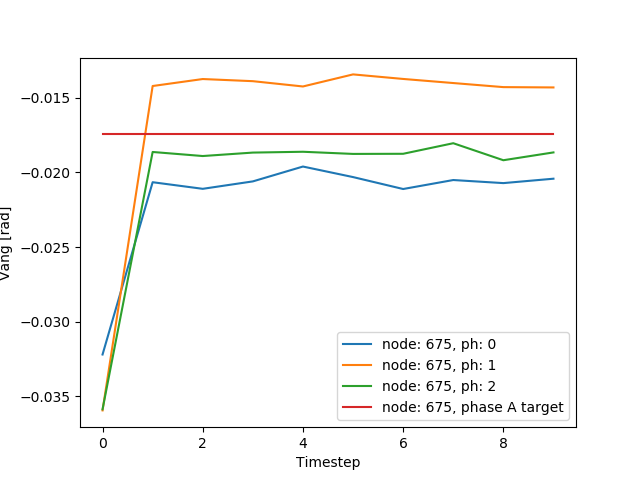 −0.015
−0.020
−0.025
−0.030
−0.035
Vang [rad]
0
2
4
6
8
Timestep
node: 675, ph: 0
node: 675, ph: 1
node: 675, ph: 2
node: 675, phase A target